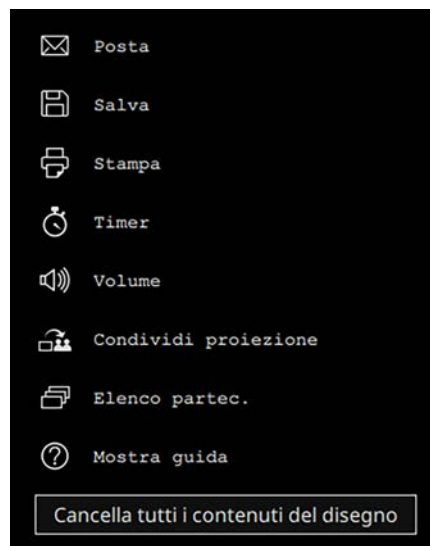 Posta
Salva
Stampa
Timer
Volume
Condividi proiezione
Elenco partec.
Mostra guida
Cancella tutti i contenuti del disegno